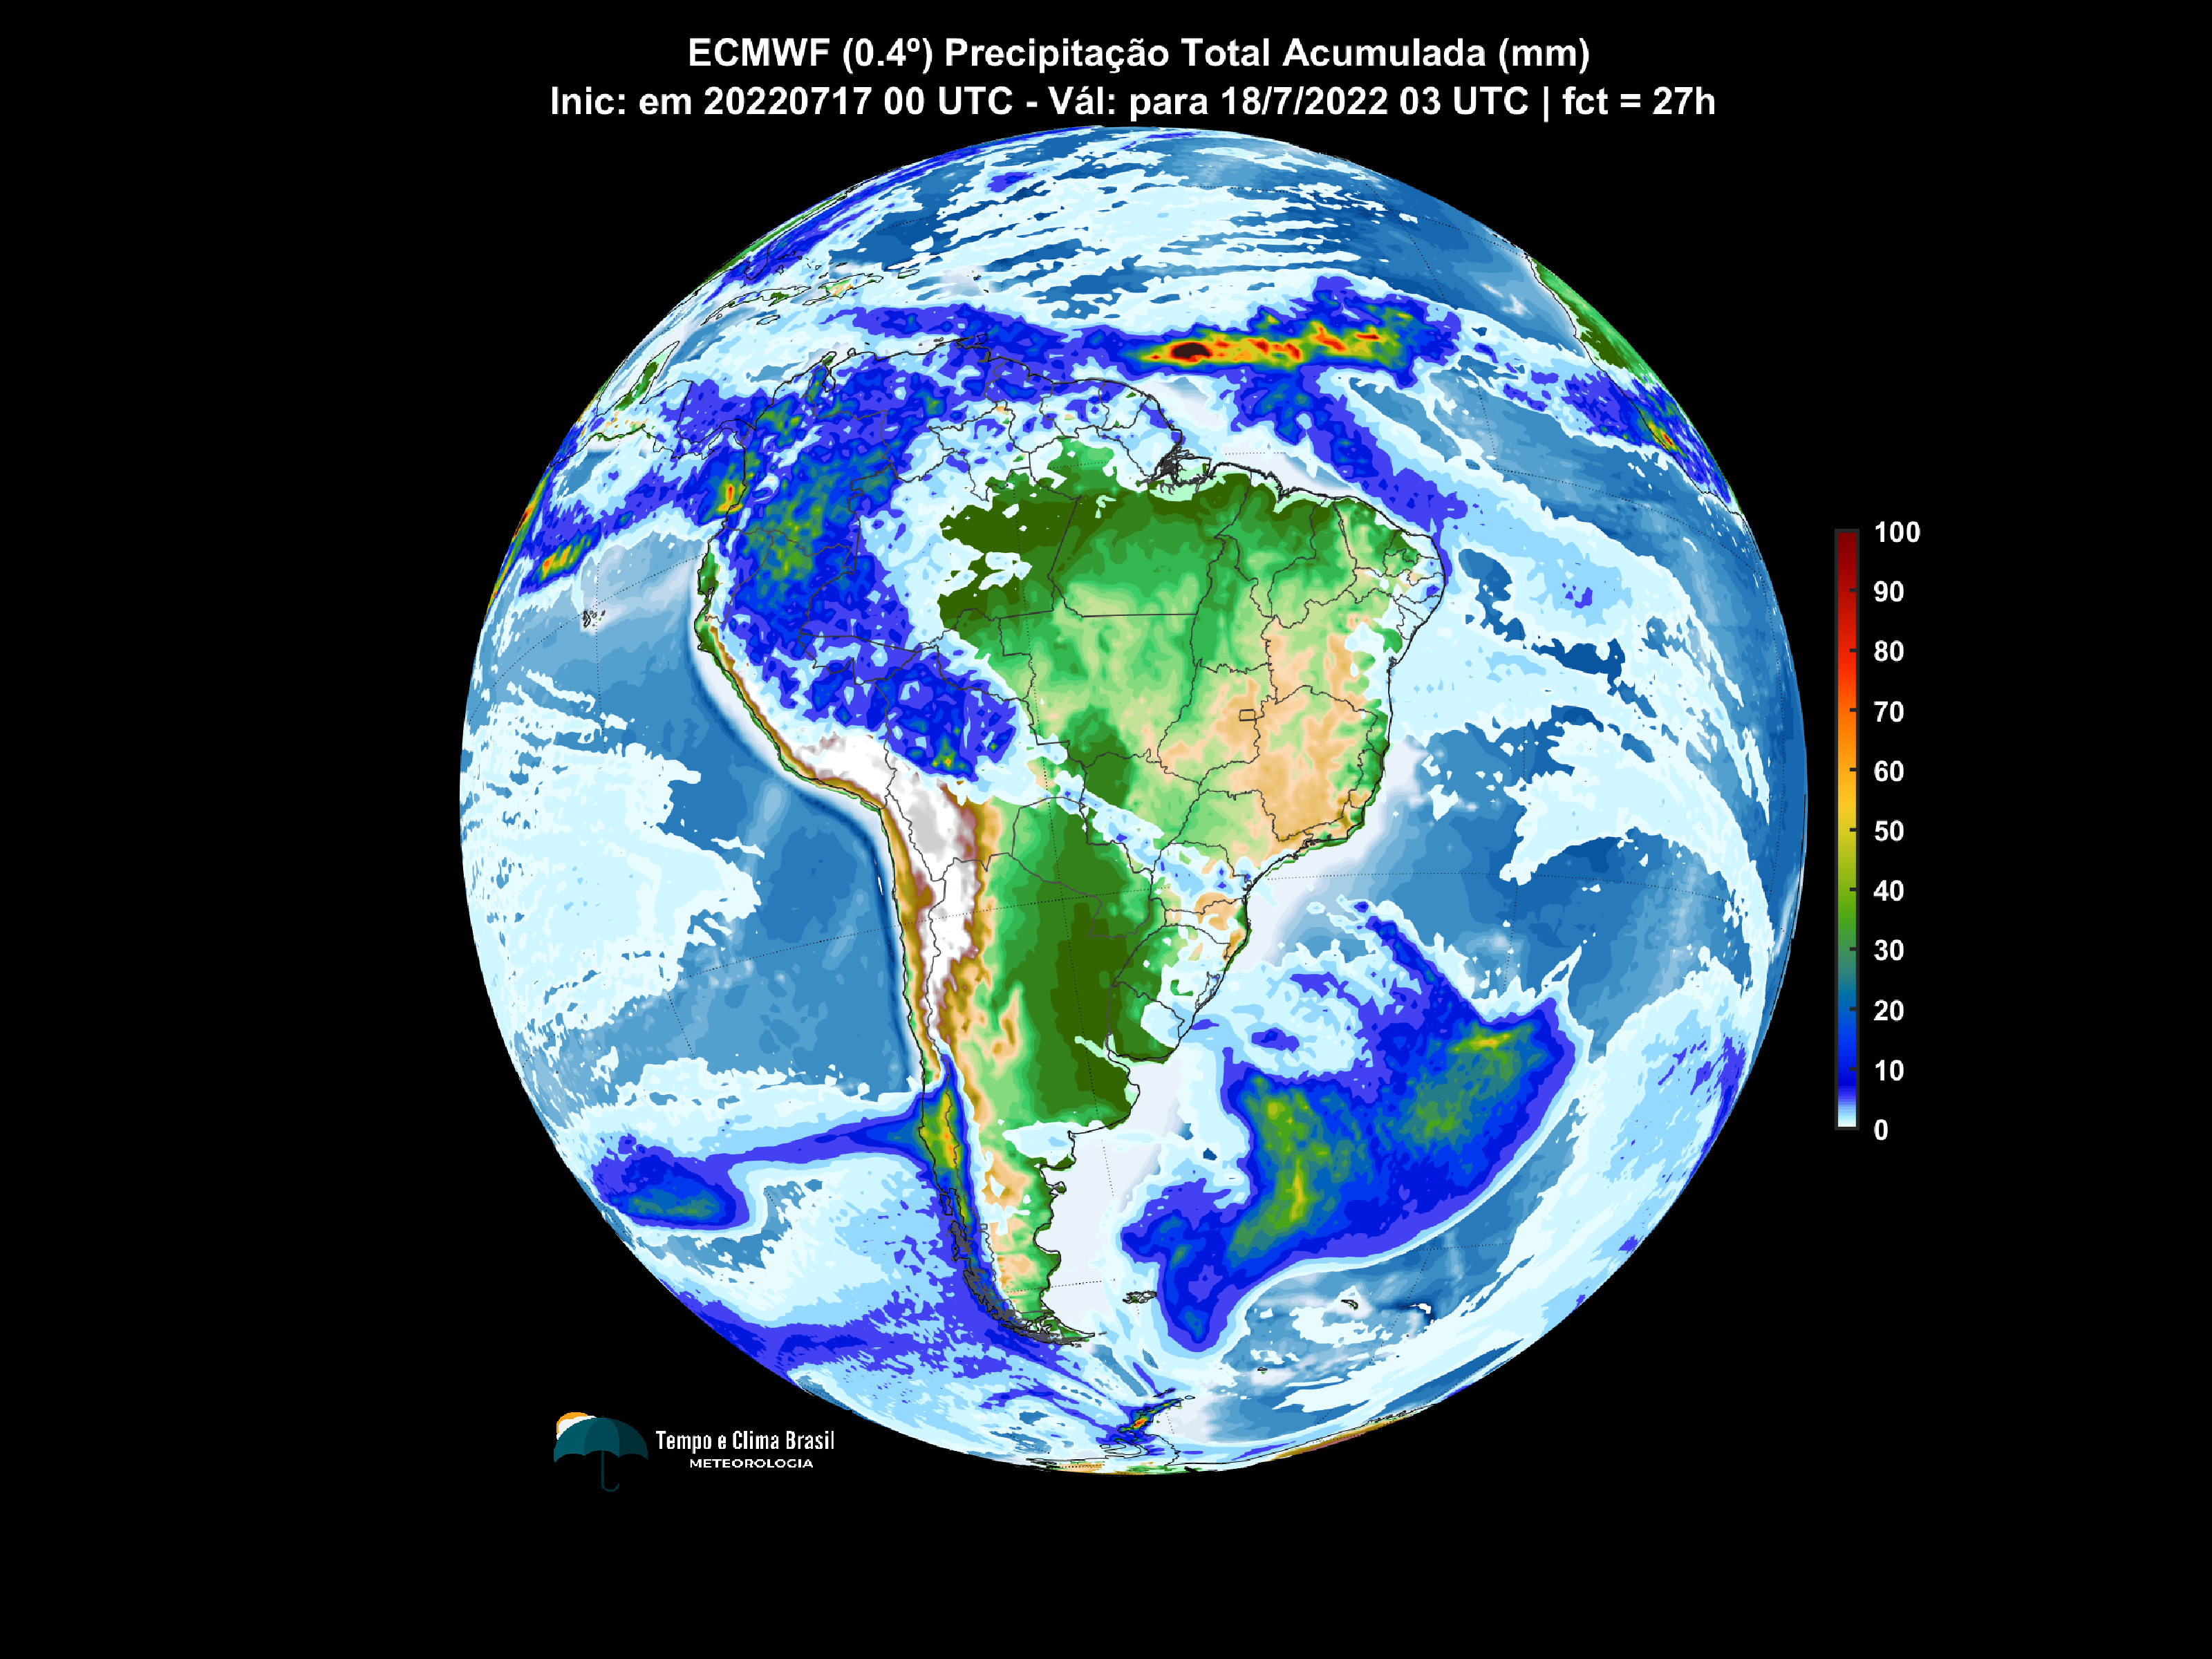 ECMWF (0.4º) Precipitação Total Acumulada (mm)
Inic: em 20220717 00 UTC - Vál: para 18/7/2022 03 UTC | fct = 27h
100
90
80
70
60
50
40
30
20
10
0
Tempo e Clima Brasil
METEOROLOGIA